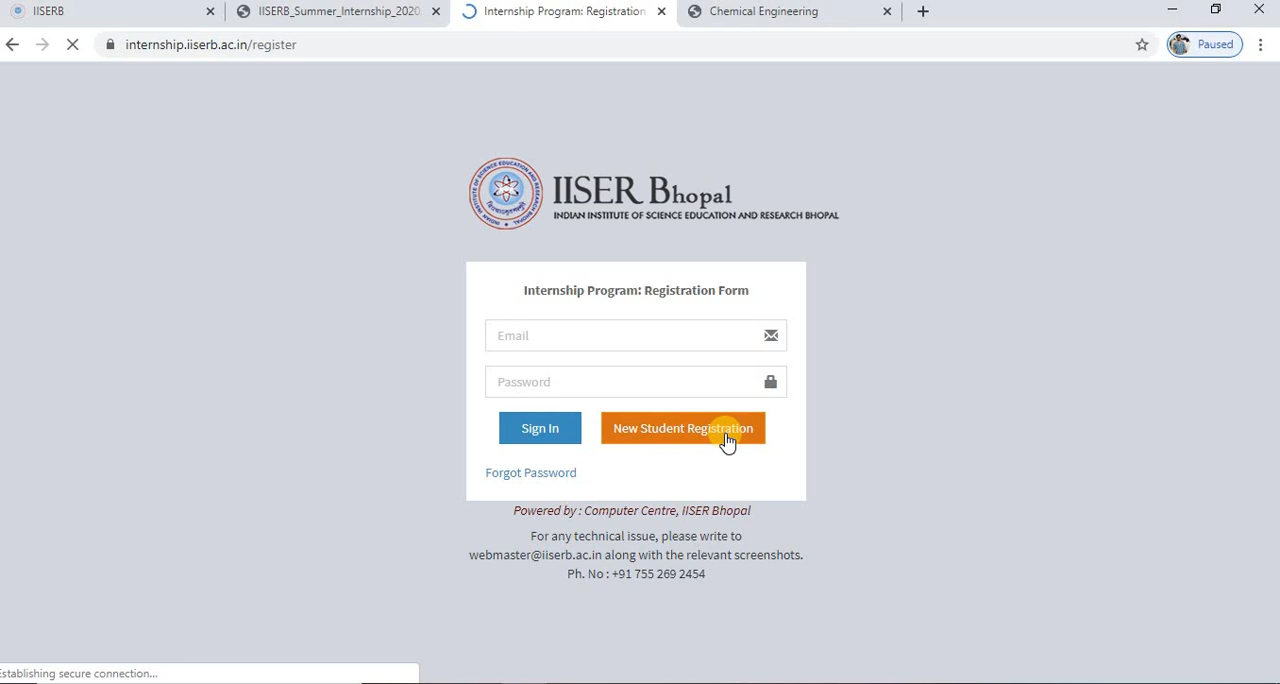 IISERB
IISERB_Summer_Internship_2020
Internship Program: Registration
Chemical Engineering
internship.iiserb.ac.in/register
Paused
IISER Bhopal
INDIAN INSTITUTE OF SCIENCE EDUCATION AND RESEARCH BHOPAL
Internship Program: Registration Form
Email
Password
Sign In
New Student Registration
Forgot Password
Powered by : Computer Centre, IISER Bhopal
For any technical issue, please write to
webmaster@iiserb.ac.in along with the relevant screenshots.
Ph. No : +91 755 269 2454
Establishing secure connection...